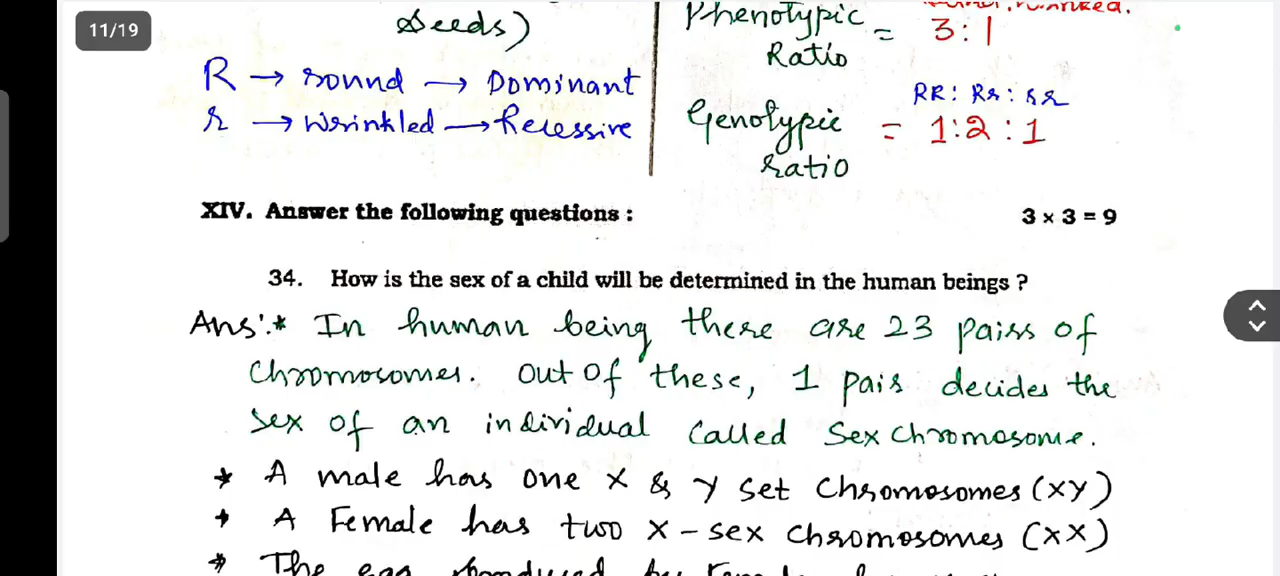 11/19
Seeds)
R → round → Dominant
r → Wrinkled → Recessive
Phenotypic
Ratio
= 3:1
Genotypic
ratio
RR: Rr: rr
= 1:2:1
XIV. Answer the following questions : 3 × 3 = 9
34. How is the sex of a child will be determined in the human beings ?
Ans:* In human being there are 23 pairs of
Chromosomes. Out of these, 1 pair decides the
sex of an individual called Sex Chromosome.
* A male has one X & Y set Chromosomes (XY)
* A Female has two X - sex Chromosomes (XX)
* The egg produced by